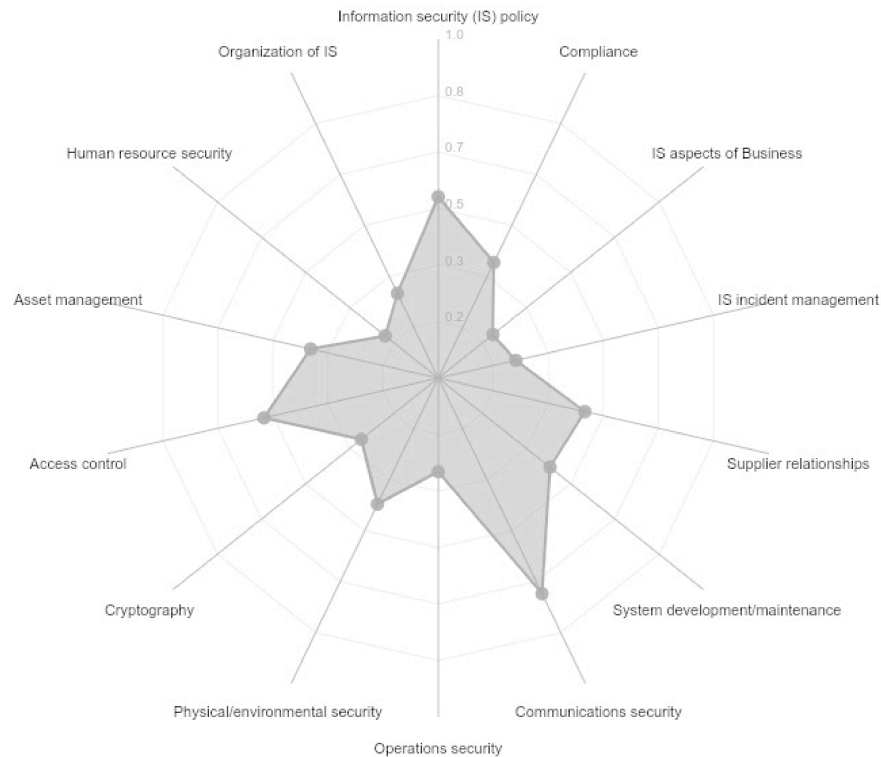 Information security (IS) policy
1.0
Organization of IS
Compliance
0.8
Human resource security
0.7
IS aspects of Business
0.5
0.3
Asset management
IS incident management
0.2
Access control
Supplier relationships
Cryptography
System development/maintenance
Physical/environmental security
Communications security
Operations security